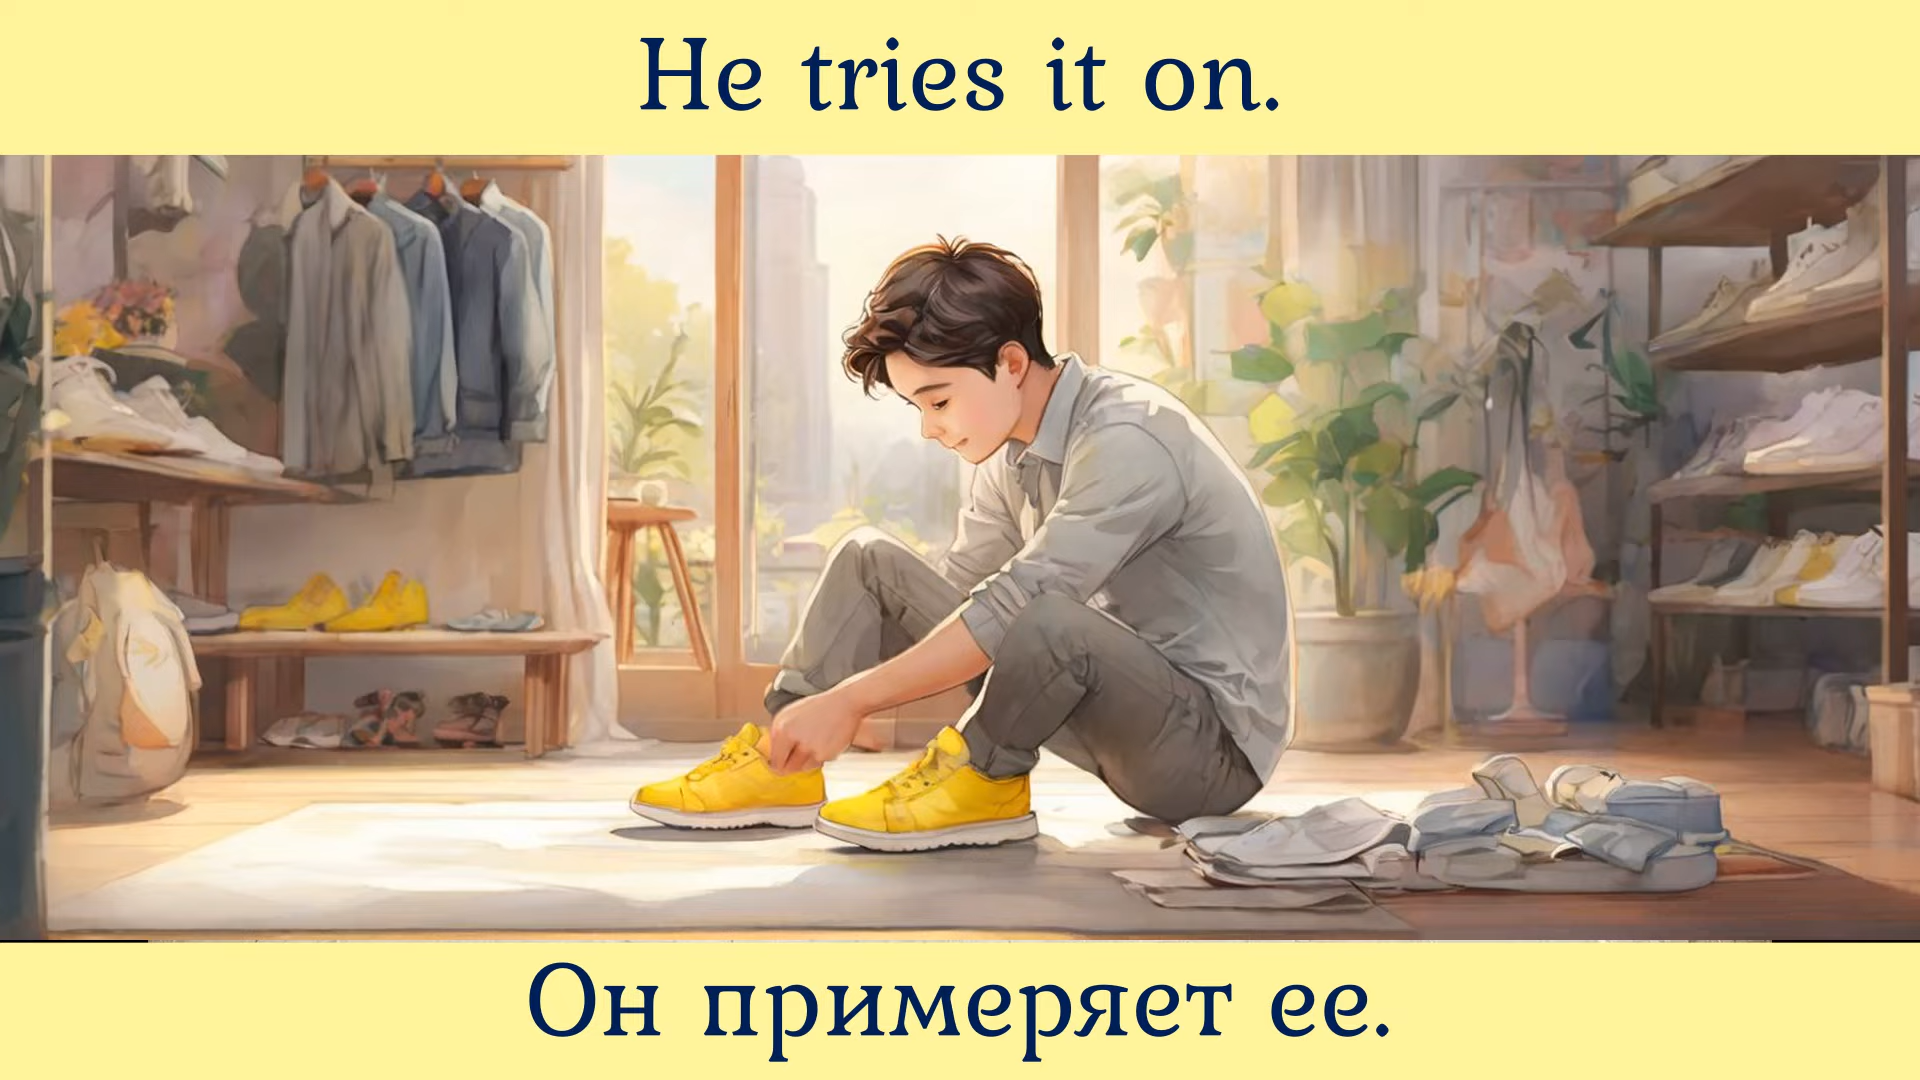 He tries it on.
Он примеряет ее.